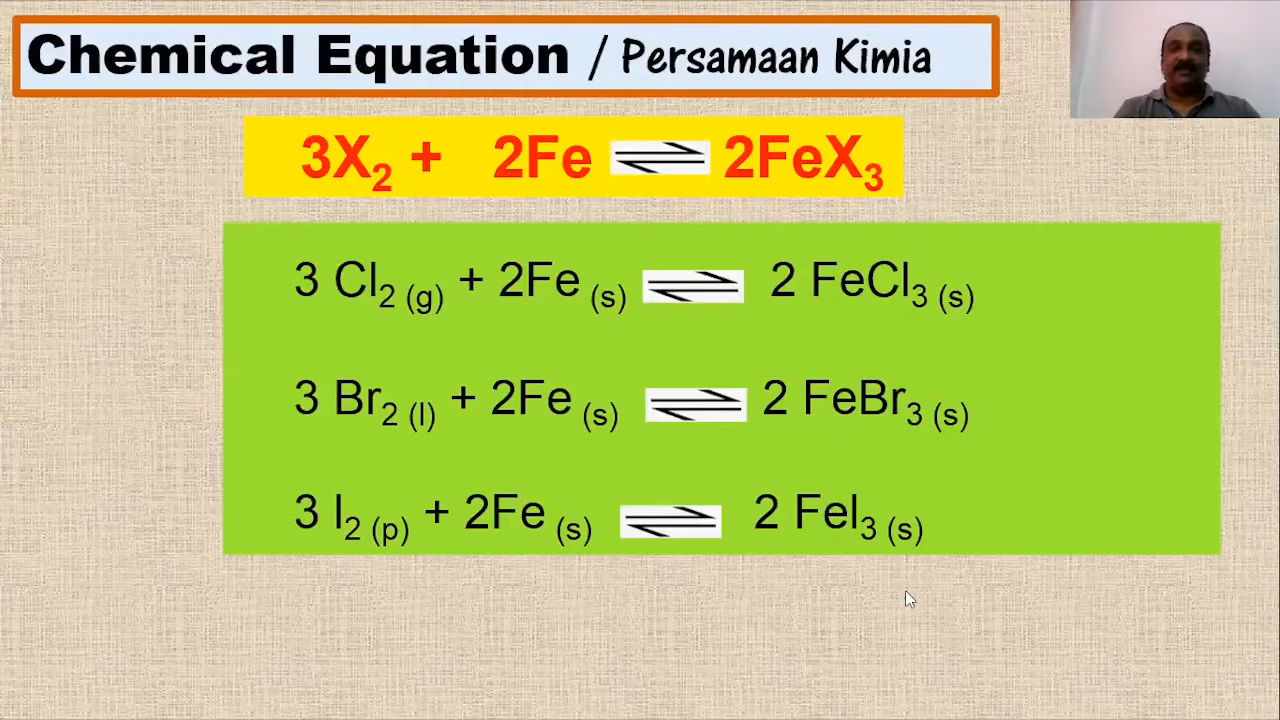 Chemical Equation / Persamaan Kimia
3X₂ + 2Fe ⇌ 2FeX₃
3 Cl₂ (g) + 2Fe (s) ⇌ 2 FeCl₃ (s)
3 Br₂ (l) + 2Fe (s) ⇌ 2 FeBr₃ (s)
3 I₂ (p) + 2Fe (s) ⇌ 2 FeI₃ (s)